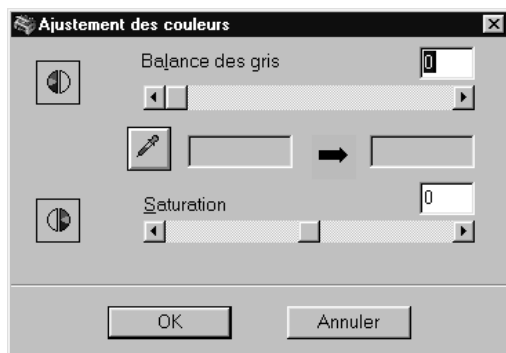 Ajustement des couleurs
Balance des gris
0
Saturation
0
OK
Annuler